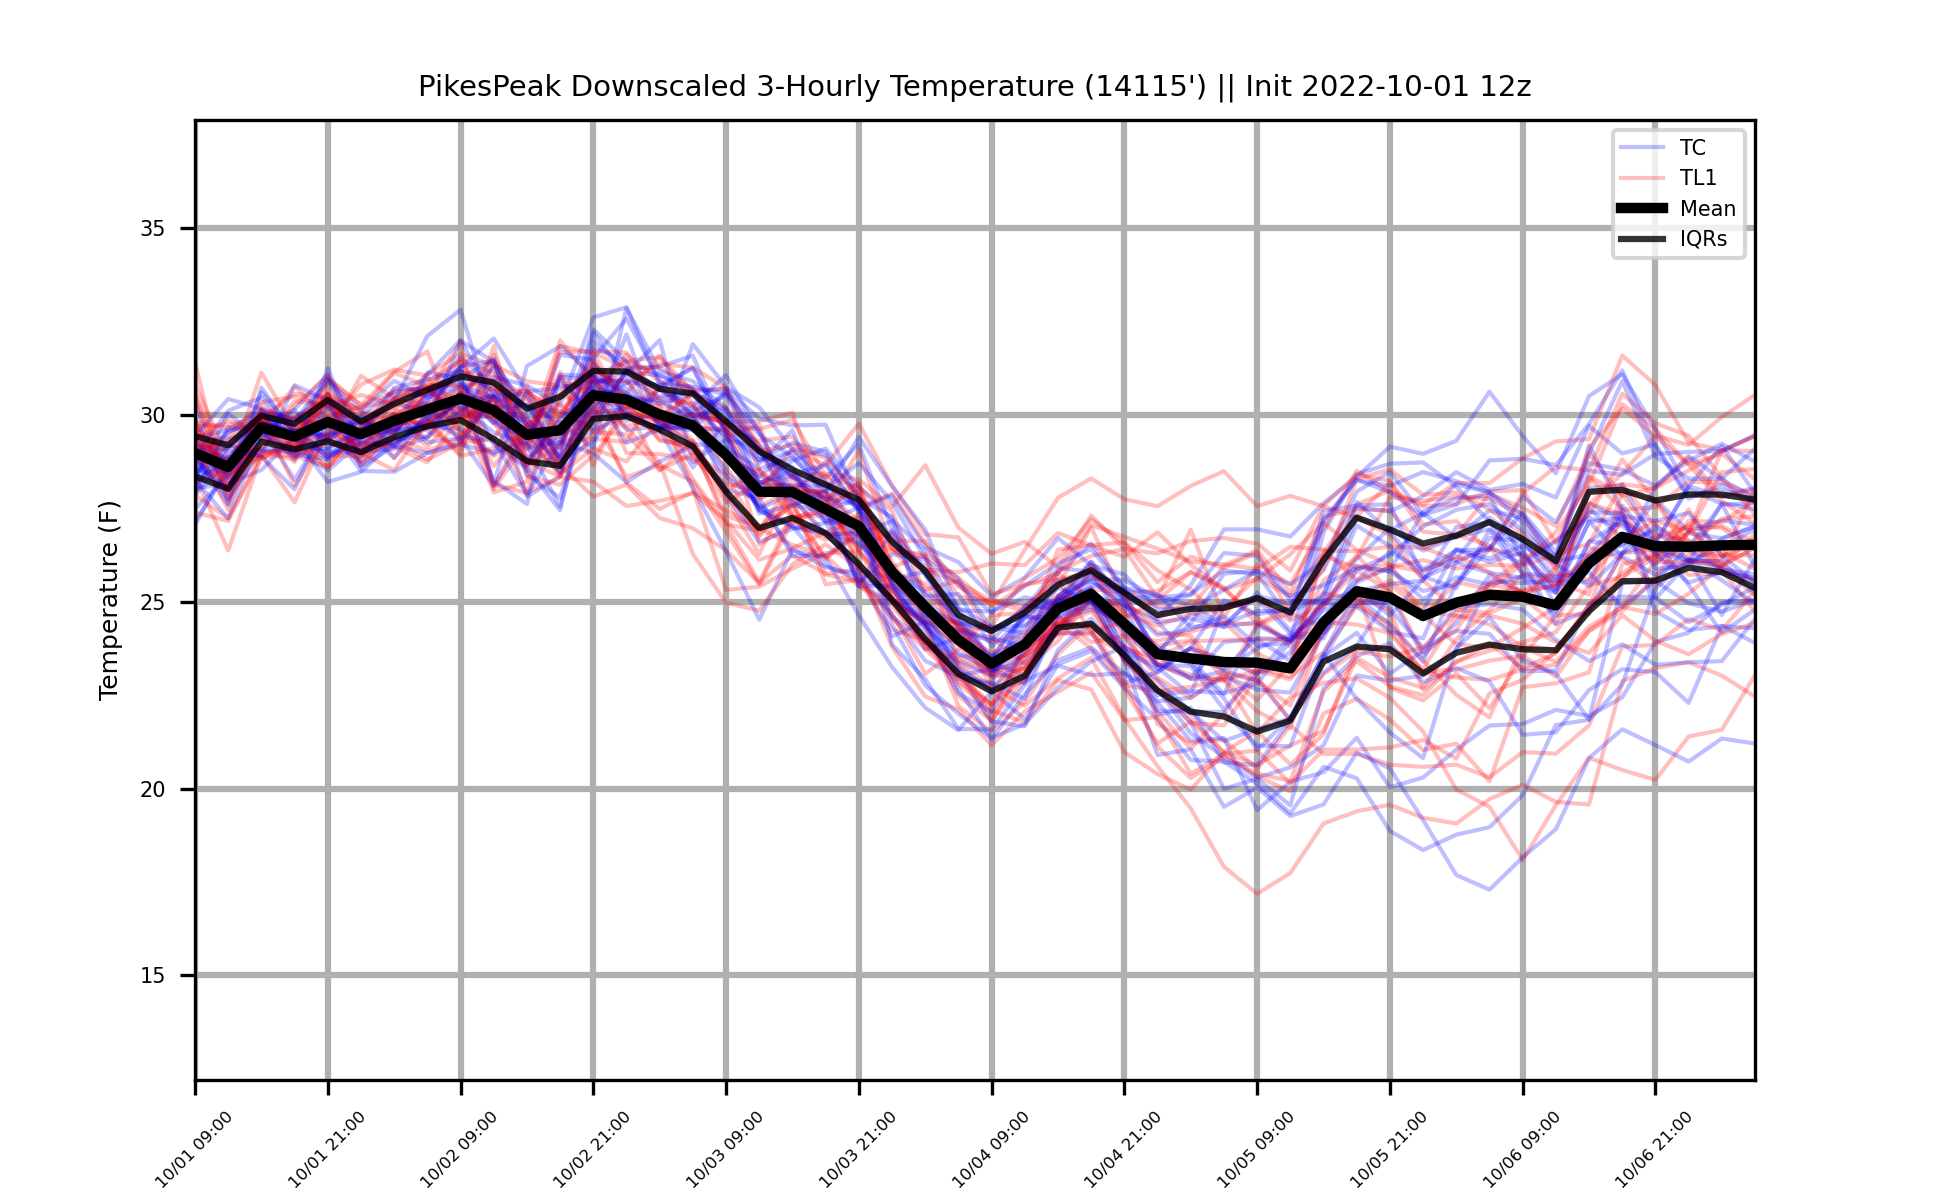 PikesPeak Downscaled 3-Hourly Temperature (14115') || Init 2022-10-01 12z
TC
TL1
Mean
IQRs
Temperature (F)
35
30
25
20
15
10/01 09:00
10/01 21:00
10/02 09:00
10/02 21:00
10/03 09:00
10/03 21:00
10/04 09:00
10/04 21:00
10/05 09:00
10/05 21:00
10/06 09:00
10/06 21:00